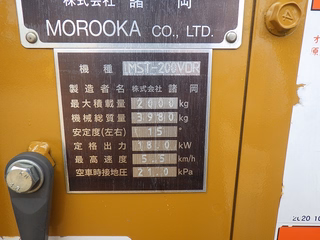 株式会社 諸岡
MOROOKA CO., LTD.
機種 MST-200VDR
製造者名 株式会社 諸岡
最大積載量 2000 kg
機械総質量 3980 kg
安定度(左右) 15°
定格出力 18.0 kW
最高速度 5.5 km/h
空車時接地圧 21.0 kPa